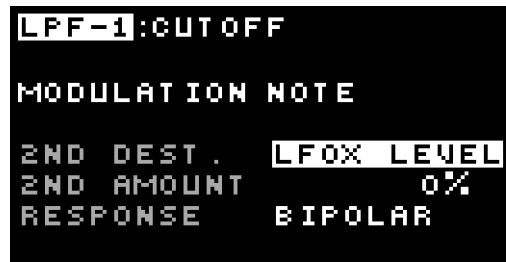 LPF-1:CUTOFF
MODULATION NOTE
2ND DEST. LFOX LEVEL
2ND AMOUNT 0%
RESPONSE BIPOLAR